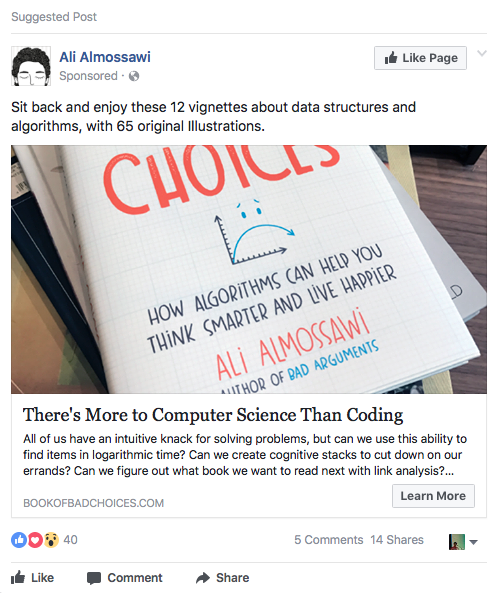 Suggested Post
Ali Almossawi
Like Page
Sponsored ·
Sit back and enjoy these 12 vignettes about data structures and
algorithms, with 65 original Illustrations.
CHOICES
HOW ALGORITHMS CAN HELP YOU
THINK SMARTER AND LIVE HAPPIER
ALI ALMOSSAWI
AUTHOR OF BAD ARGUMENTS
There's More to Computer Science Than Coding
All of us have an intuitive knack for solving problems, but can we use this ability to
find items in logarithmic time? Can we create cognitive stacks to cut down on our
errands? Can we figure out what book we want to read next with link analysis?...
BOOKOFBADCHOICES.COM
Learn More
40
5 Comments 14 Shares
Like Comment Share